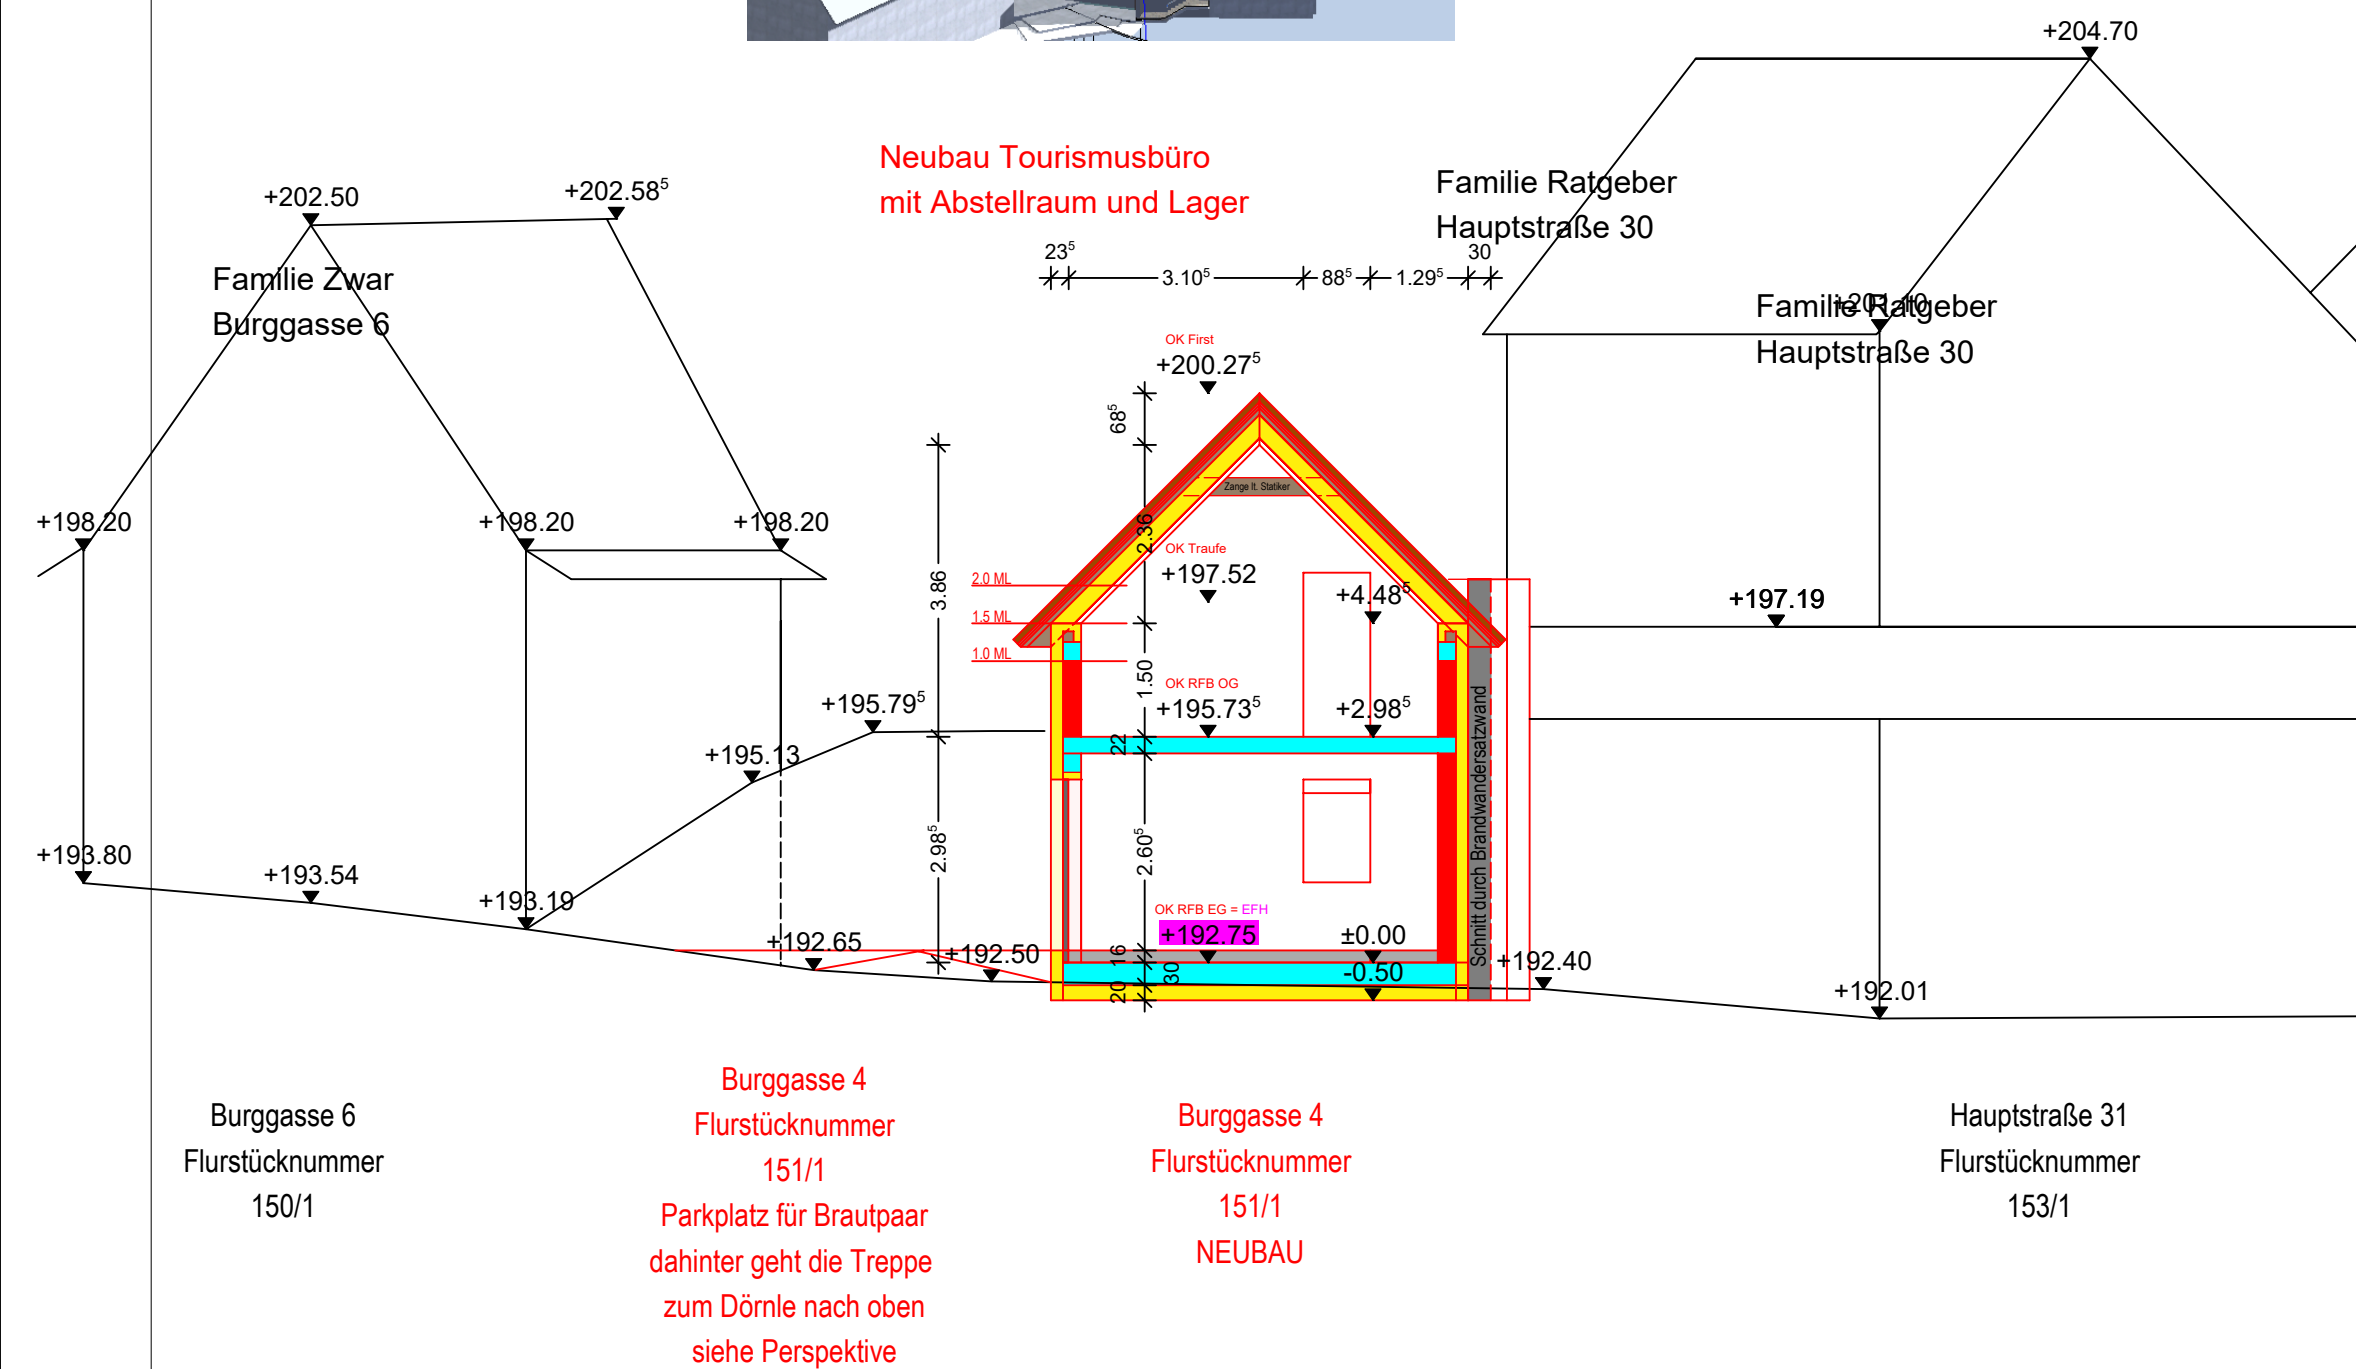 +204.70
Neubau Tourismusbüro
mit Abstellraum und Lager
Familie Ratgeber
Hauptstraße 30
+202.50
+202.58⁵
Familie Zwar
Burggasse 6
23⁵
3.10⁵
88⁵
1.29⁵
30
+201.10
Familie Ratgeber
Hauptstraße 30
OK First
+200.27⁵
68⁵
Zange lt. Statiker
+198.20
+198.20
+198.20
2.36
OK Traufe
+197.52
3.86
2.0 ML
1.5 ML
1.0 ML
+4.48⁵
+197.19
1.50
OK RFB OG
+195.73⁵
+2.98⁵
+195.79⁵
+195.13
22
2.98⁵
2.60⁵
Schnitt durch Brandwandersatzwand
+193.80
+193.54
+193.19
OK RFB EG = EFH
+192.75
±0.00
-0.50
16
30
20
+192.65
+192.50
+192.40
+192.01
Burggasse 6
Flurstücknummer
150/1
Burggasse 4
Flurstücknummer
151/1
Parkplatz für Brautpaar
dahinter geht die Treppe
zum Dörnle nach oben
siehe Perspektive
Burggasse 4
Flurstücknummer
151/1
NEUBAU
Hauptstraße 31
Flurstücknummer
153/1